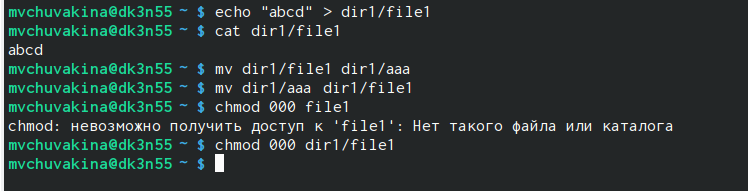 mvchuvakina@dk3n55 ~ $ echo "abcd" > dir1/file1
mvchuvakina@dk3n55 ~ $ cat dir1/file1
abcd
mvchuvakina@dk3n55 ~ $ mv dir1/file1 dir1/aaa
mvchuvakina@dk3n55 ~ $ mv dir1/aaa dir1/file1
mvchuvakina@dk3n55 ~ $ chmod 000 file1
chmod: невозможно получить доступ к 'file1': Нет такого файла или каталога
mvchuvakina@dk3n55 ~ $ chmod 000 dir1/file1
mvchuvakina@dk3n55 ~ $